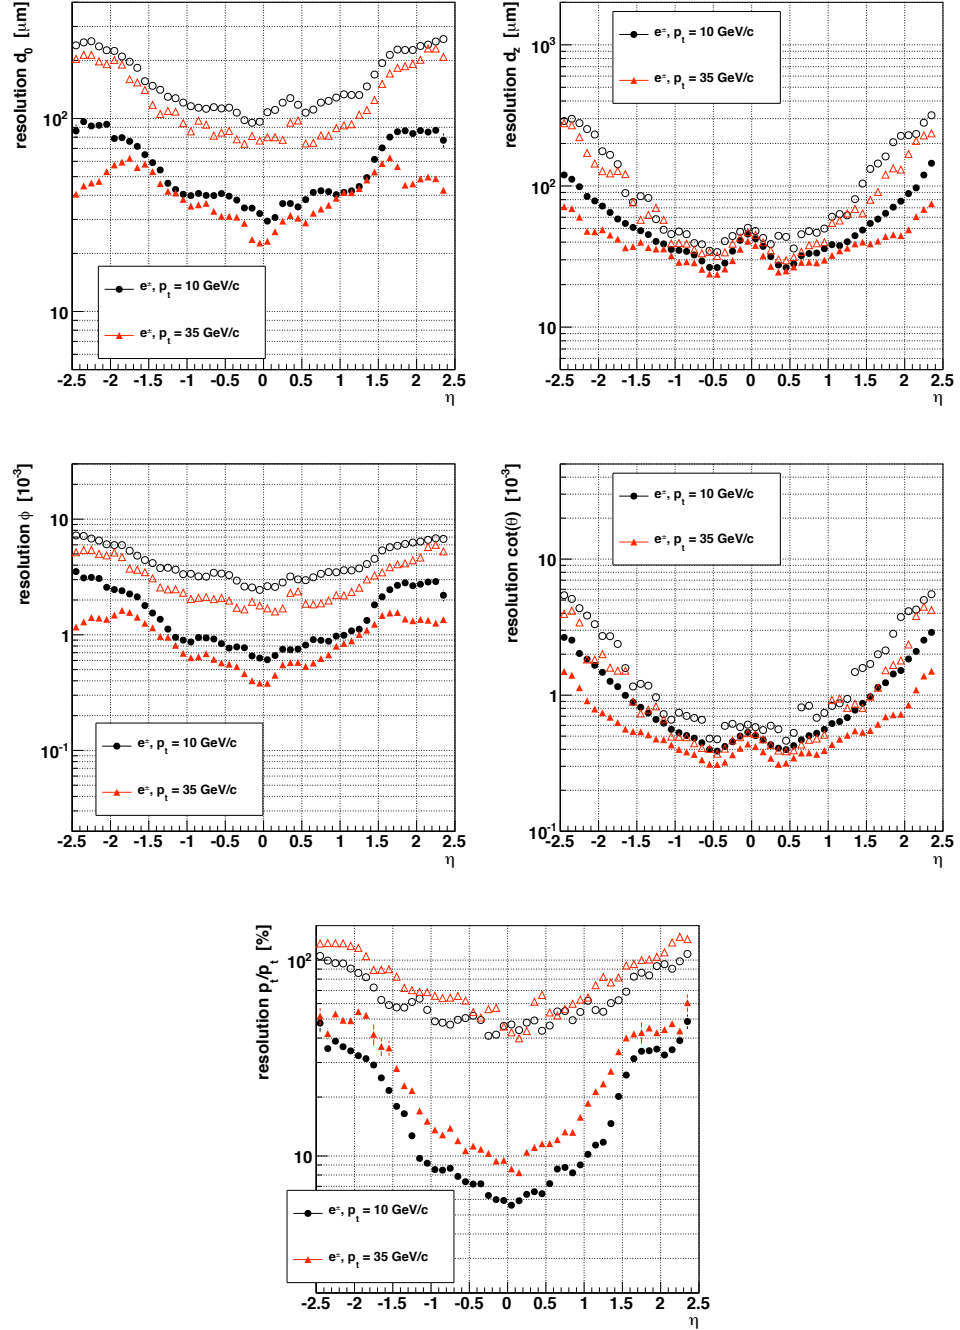 resolution d0 [μm]
10²
10
e±, pt = 10 GeV/c
e±, pt = 35 GeV/c
-2.5 -2 -1.5 -1 -0.5 0 0.5 1 1.5 2 2.5
η
resolution dz [μm]
10³
10²
10
e±, pt = 10 GeV/c
e±, pt = 35 GeV/c
-2.5 -2 -1.5 -1 -0.5 0 0.5 1 1.5 2 2.5
η
resolution ϕ [10⁻³]
10
1
10⁻¹
e±, pt = 10 GeV/c
e±, pt = 35 GeV/c
-2.5 -2 -1.5 -1 -0.5 0 0.5 1 1.5 2 2.5
η
resolution cot(θ) [10⁻³]
10
1
10⁻¹
e±, pt = 10 GeV/c
e±, pt = 35 GeV/c
-2.5 -2 -1.5 -1 -0.5 0 0.5 1 1.5 2 2.5
η
resolution pt/pt [%]
10²
10
e±, pt = 10 GeV/c
e±, pt = 35 GeV/c
-2.5 -2 -1.5 -1 -0.5 0 0.5 1 1.5 2 2.5
η